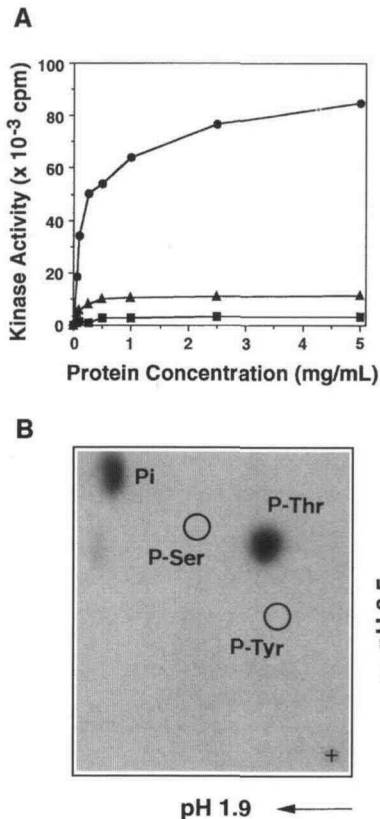 A
Kinase Activity (x 10⁻³ cpm)
100
80
60
40
20
0
0 1 2 3 4 5
Protein Concentration (mg/mL)
B
Pi
P-Thr
P-Ser
P-Tyr
+
pH 1.9